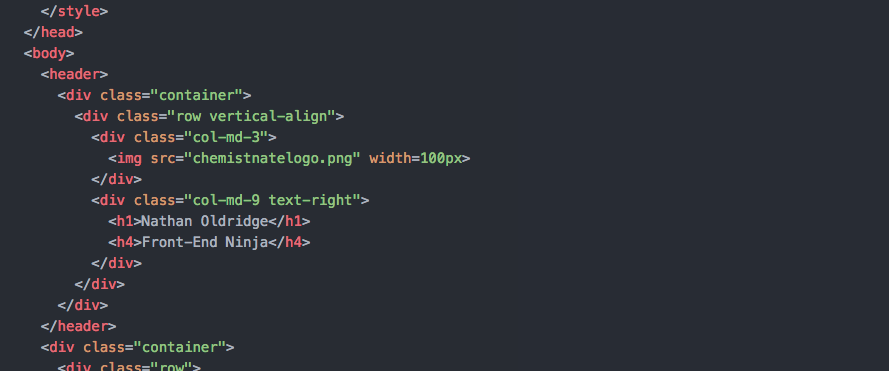 </style>
</head>
<body>
<header>
<div class="container">
<div class="row vertical-align">
<div class="col-md-3">
<img src="chemistnatelogo.png" width=100px>
</div>
<div class="col-md-9 text-right">
<h1>Nathan Oldridge</h1>
<h4>Front-End Ninja</h4>
</div>
</div>
</div>
</header>
<div class="container">
<div class="row">